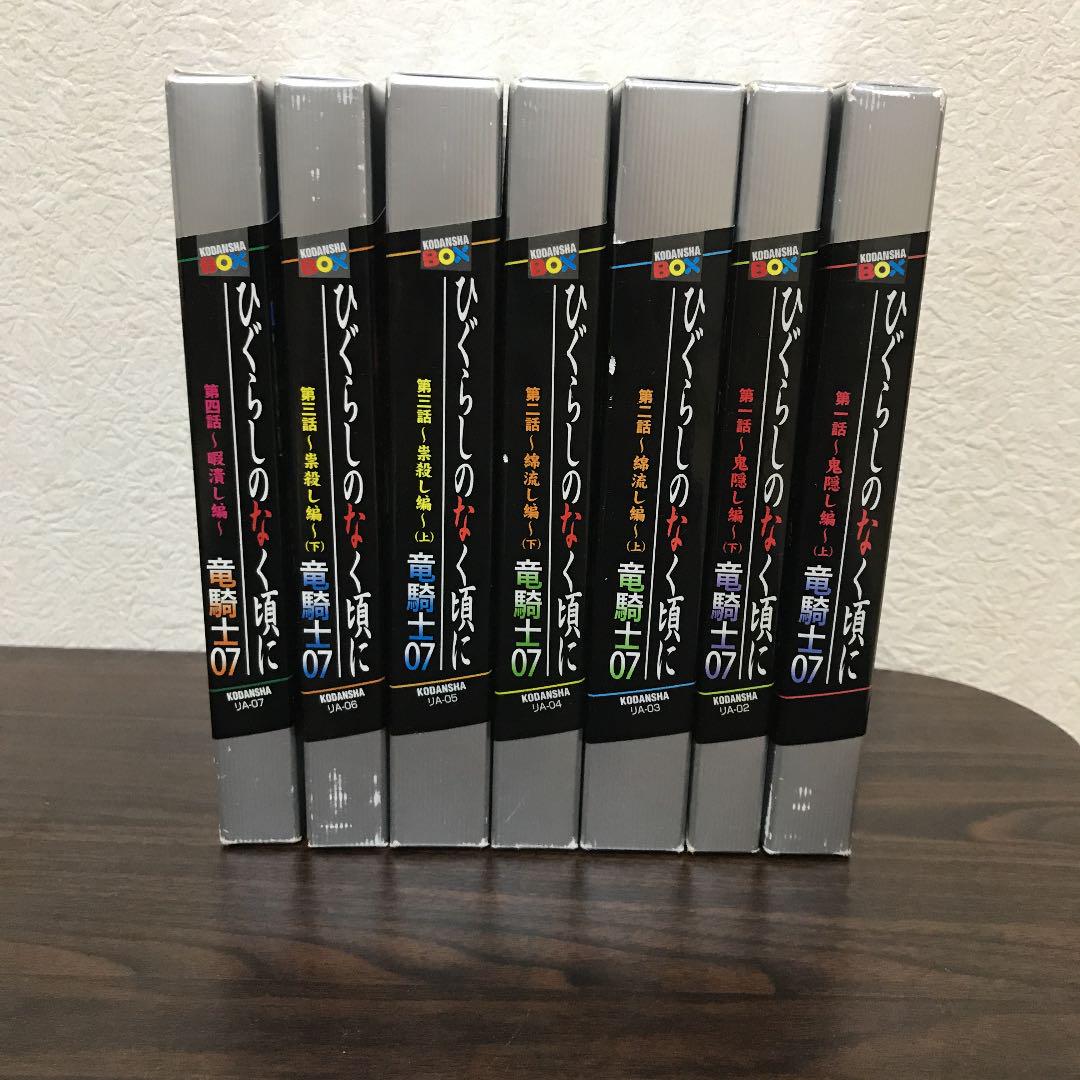 KODANSHA
BOX
ひぐらしのなく頃に
第四話～暇潰し編～
竜騎士07
KODANSHA
リA-07
KODANSHA
BOX
ひぐらしのなく頃に
第三話～祟殺し編～(下)
竜騎士07
KODANSHA
リA-06
KODANSHA
BOX
ひぐらしのなく頃に
第三話～祟殺し編～(上)
竜騎士07
KODANSHA
リA-05
KODANSHA
BOX
ひぐらしのなく頃に
第二話～綿流し編～(下)
竜騎士07
KODANSHA
リA-04
KODANSHA
BOX
ひぐらしのなく頃に
第二話～綿流し編～(上)
竜騎士07
KODANSHA
リA-03
KODANSHA
BOX
ひぐらしのなく頃に
第一話～鬼隠し編～(下)
竜騎士07
KODANSHA
リA-02
KODANSHA
BOX
ひぐらしのなく頃に
第一話～鬼隠し編～(上)
竜騎士07